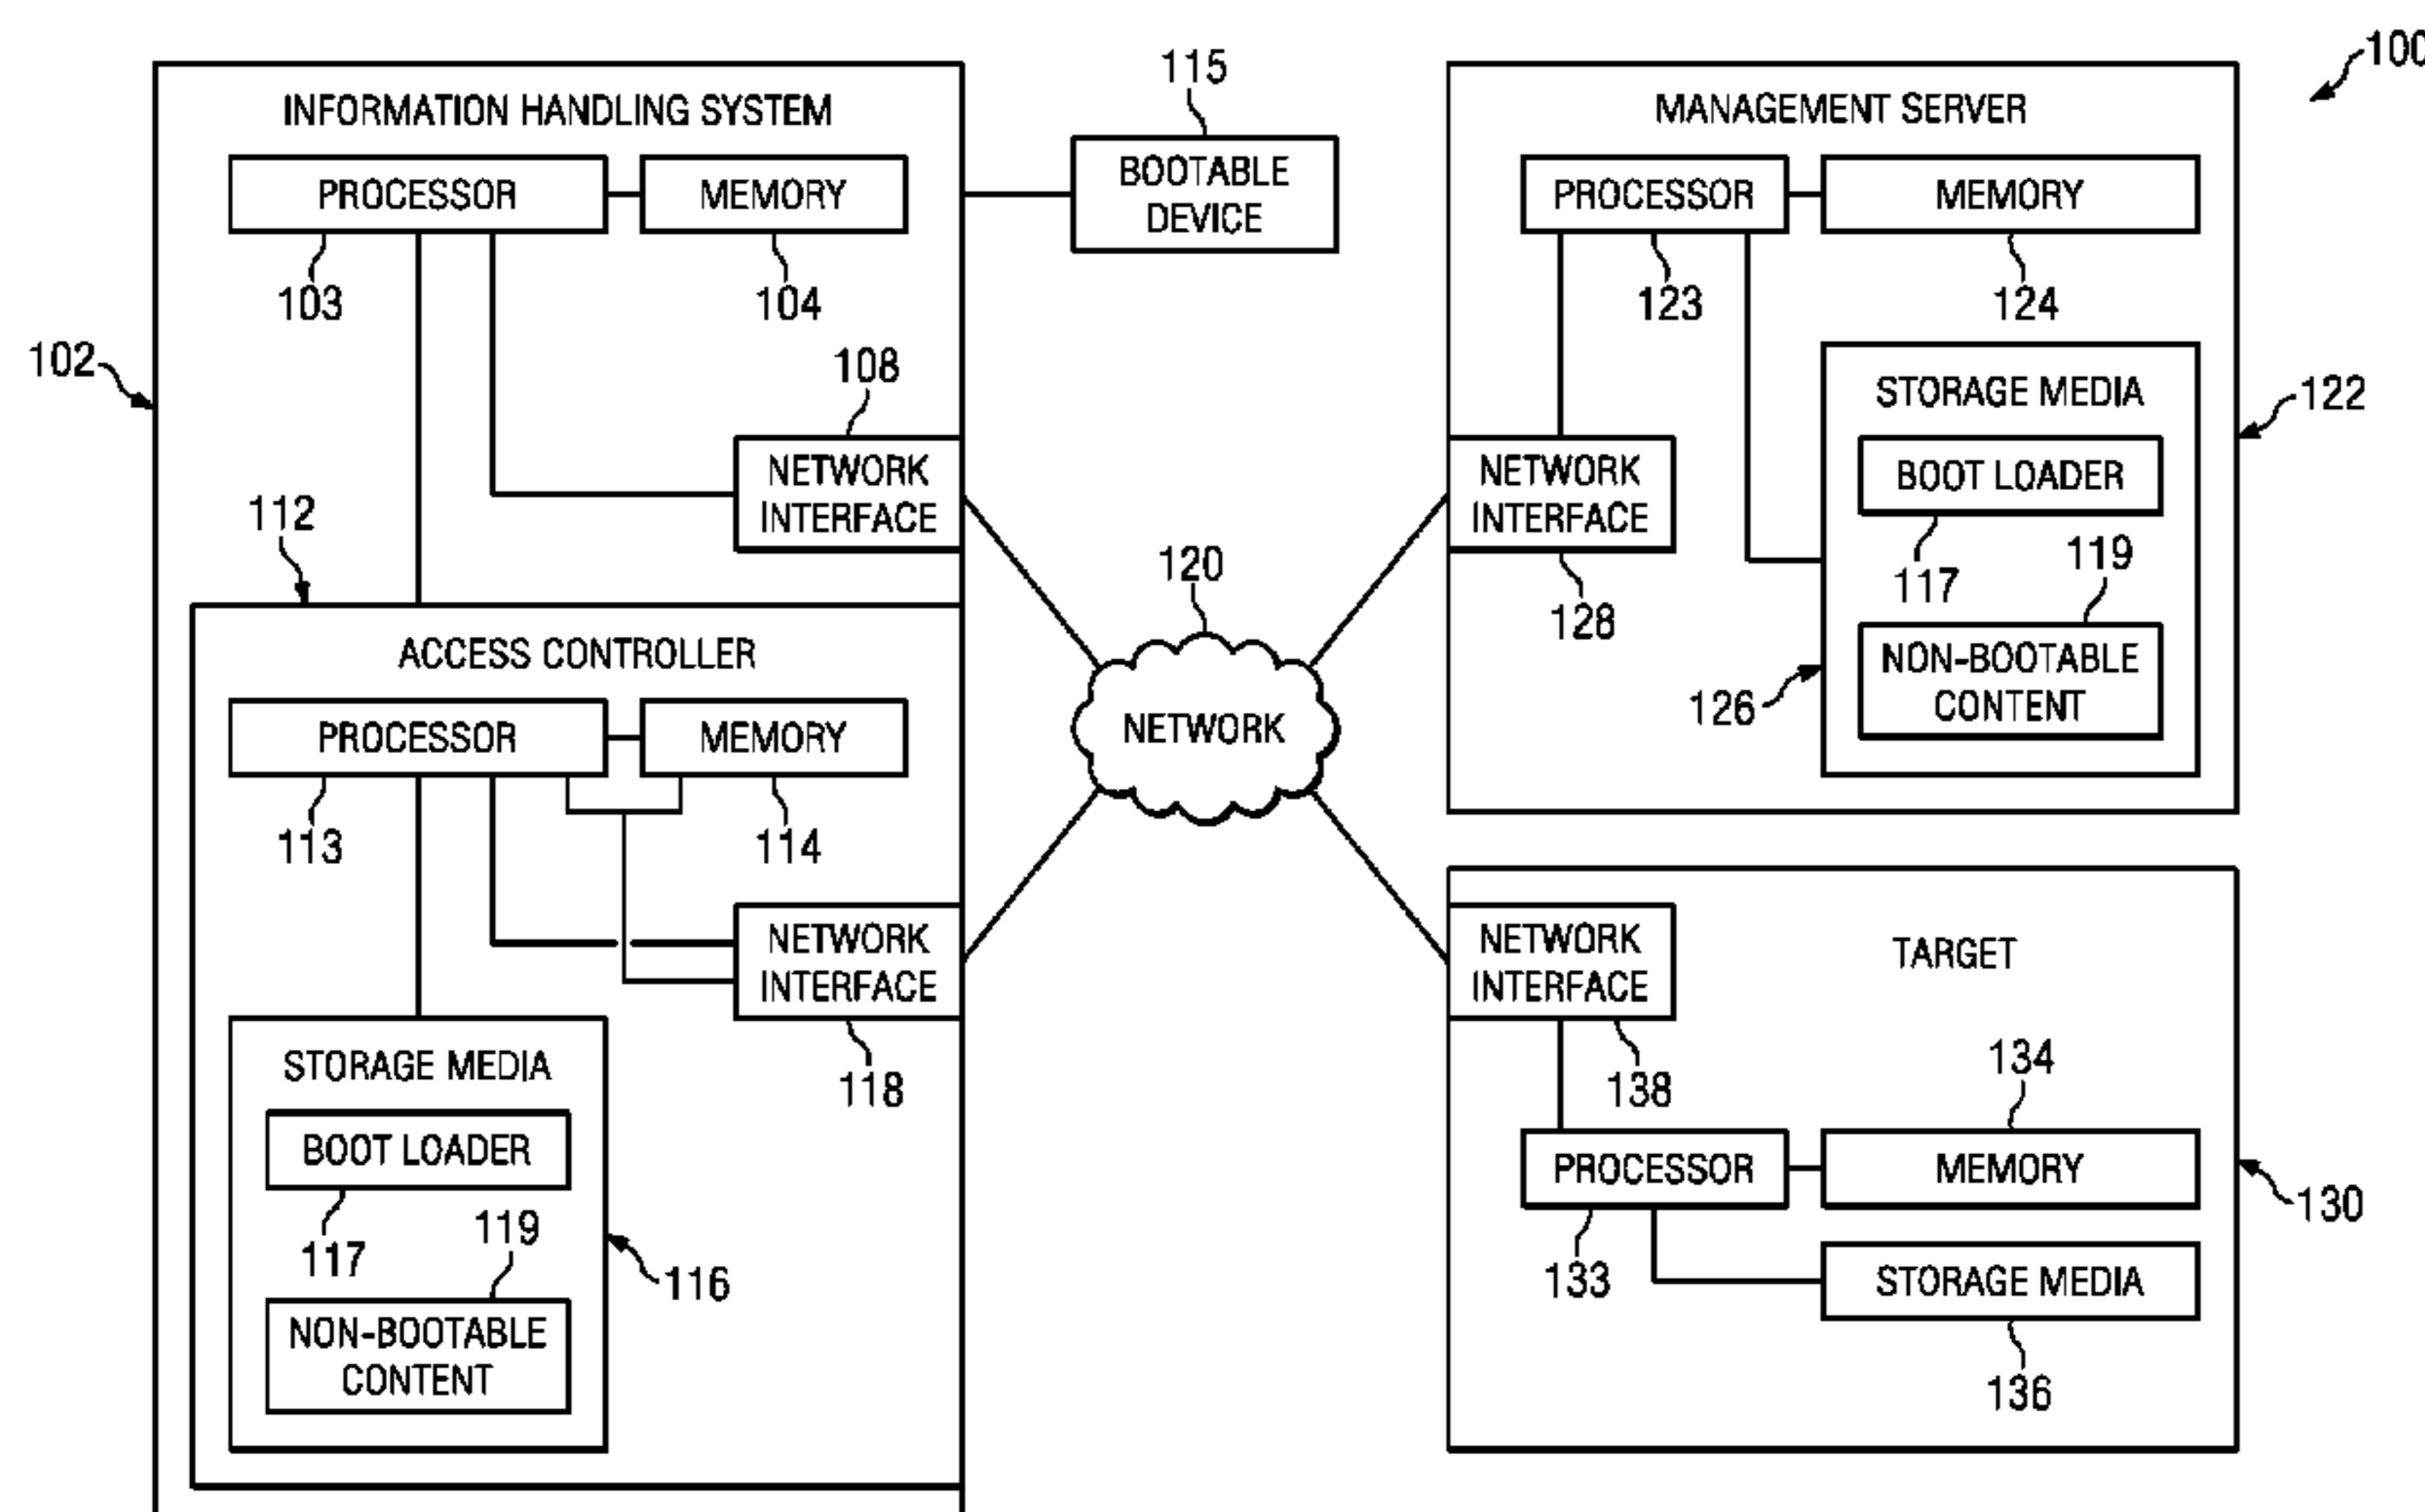 100
115
INFORMATION HANDLING SYSTEM
PROCESSOR
MEMORY
103
104
102
108
NETWORK
INTERFACE
BOOTABLE
DEVICE
112
ACCESS CONTROLLER
PROCESSOR
MEMORY
113
114
NETWORK
INTERFACE
118
STORAGE MEDIA
BOOT LOADER
117
119
NON-BOOTABLE
CONTENT
116
120
NETWORK
MANAGEMENT SERVER
PROCESSOR
MEMORY
123
124
STORAGE MEDIA
122
BOOT LOADER
117
119
NON-BOOTABLE
CONTENT
126
NETWORK
INTERFACE
128
NETWORK
INTERFACE
TARGET
138
134
PROCESSOR
MEMORY
130
133
STORAGE MEDIA
136